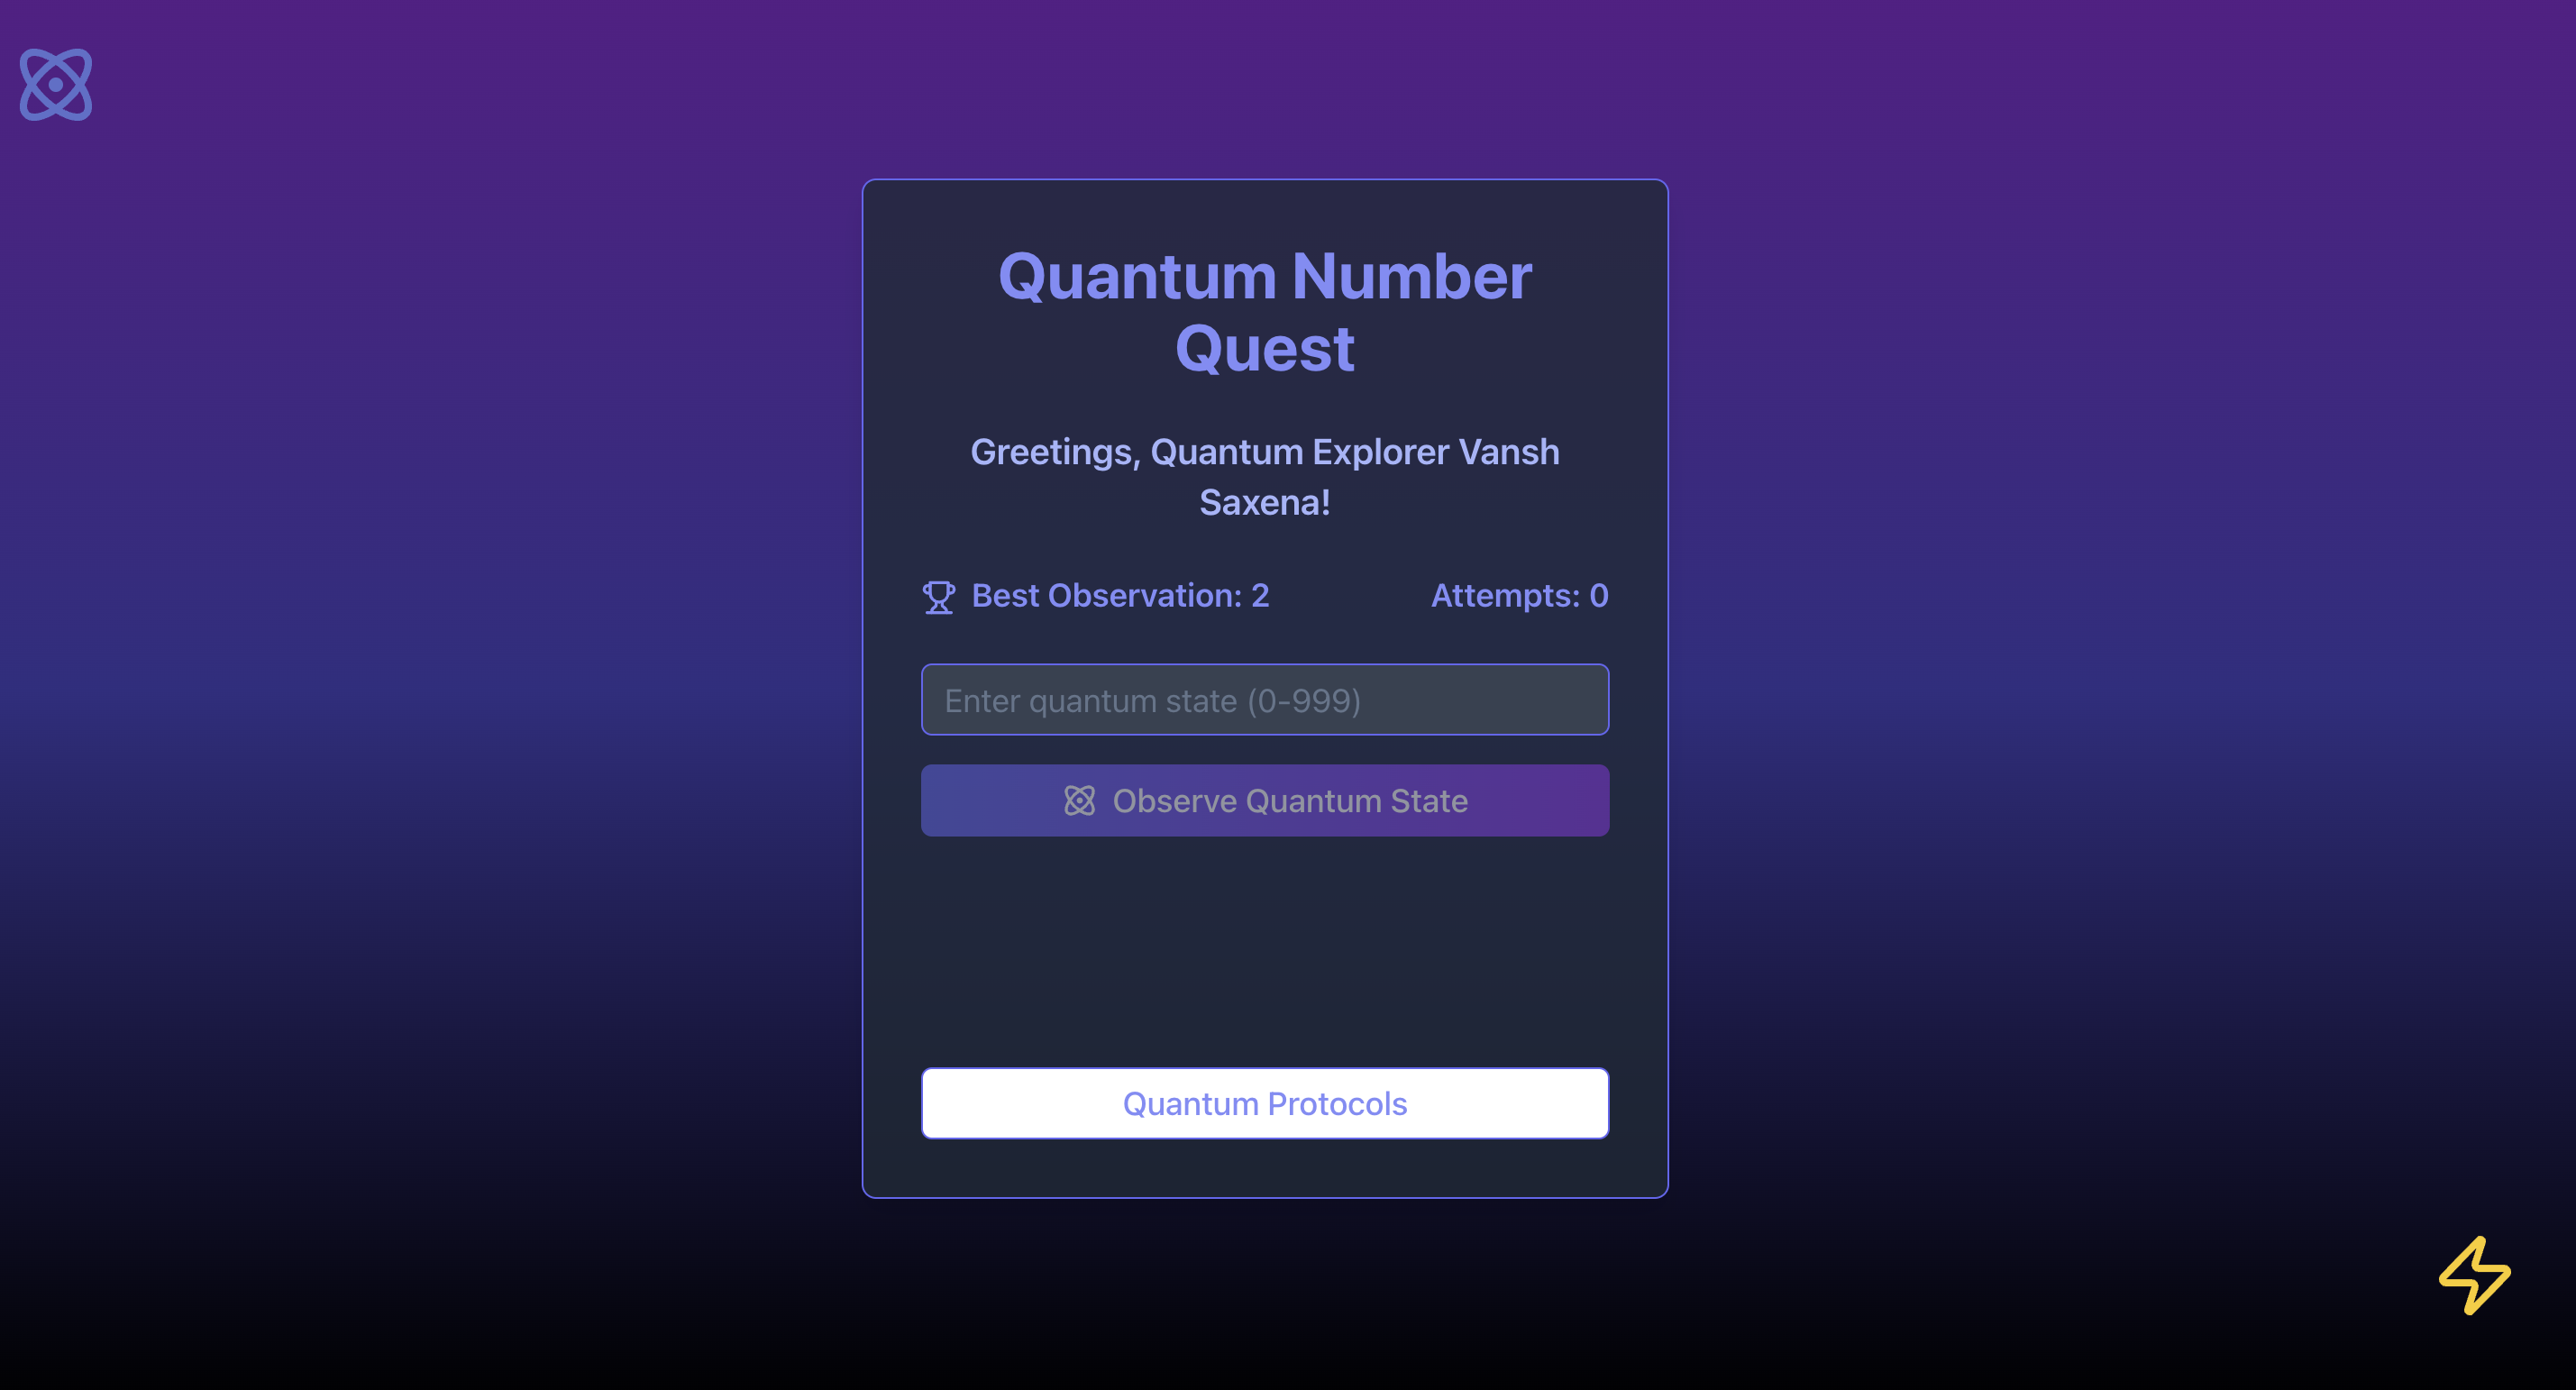 Quantum Number
Quest
Greetings, Quantum Explorer Vansh
Saxena!
Best Observation: 2
Attempts: 0
Enter quantum state (0-999)
Observe Quantum State
Quantum Protocols